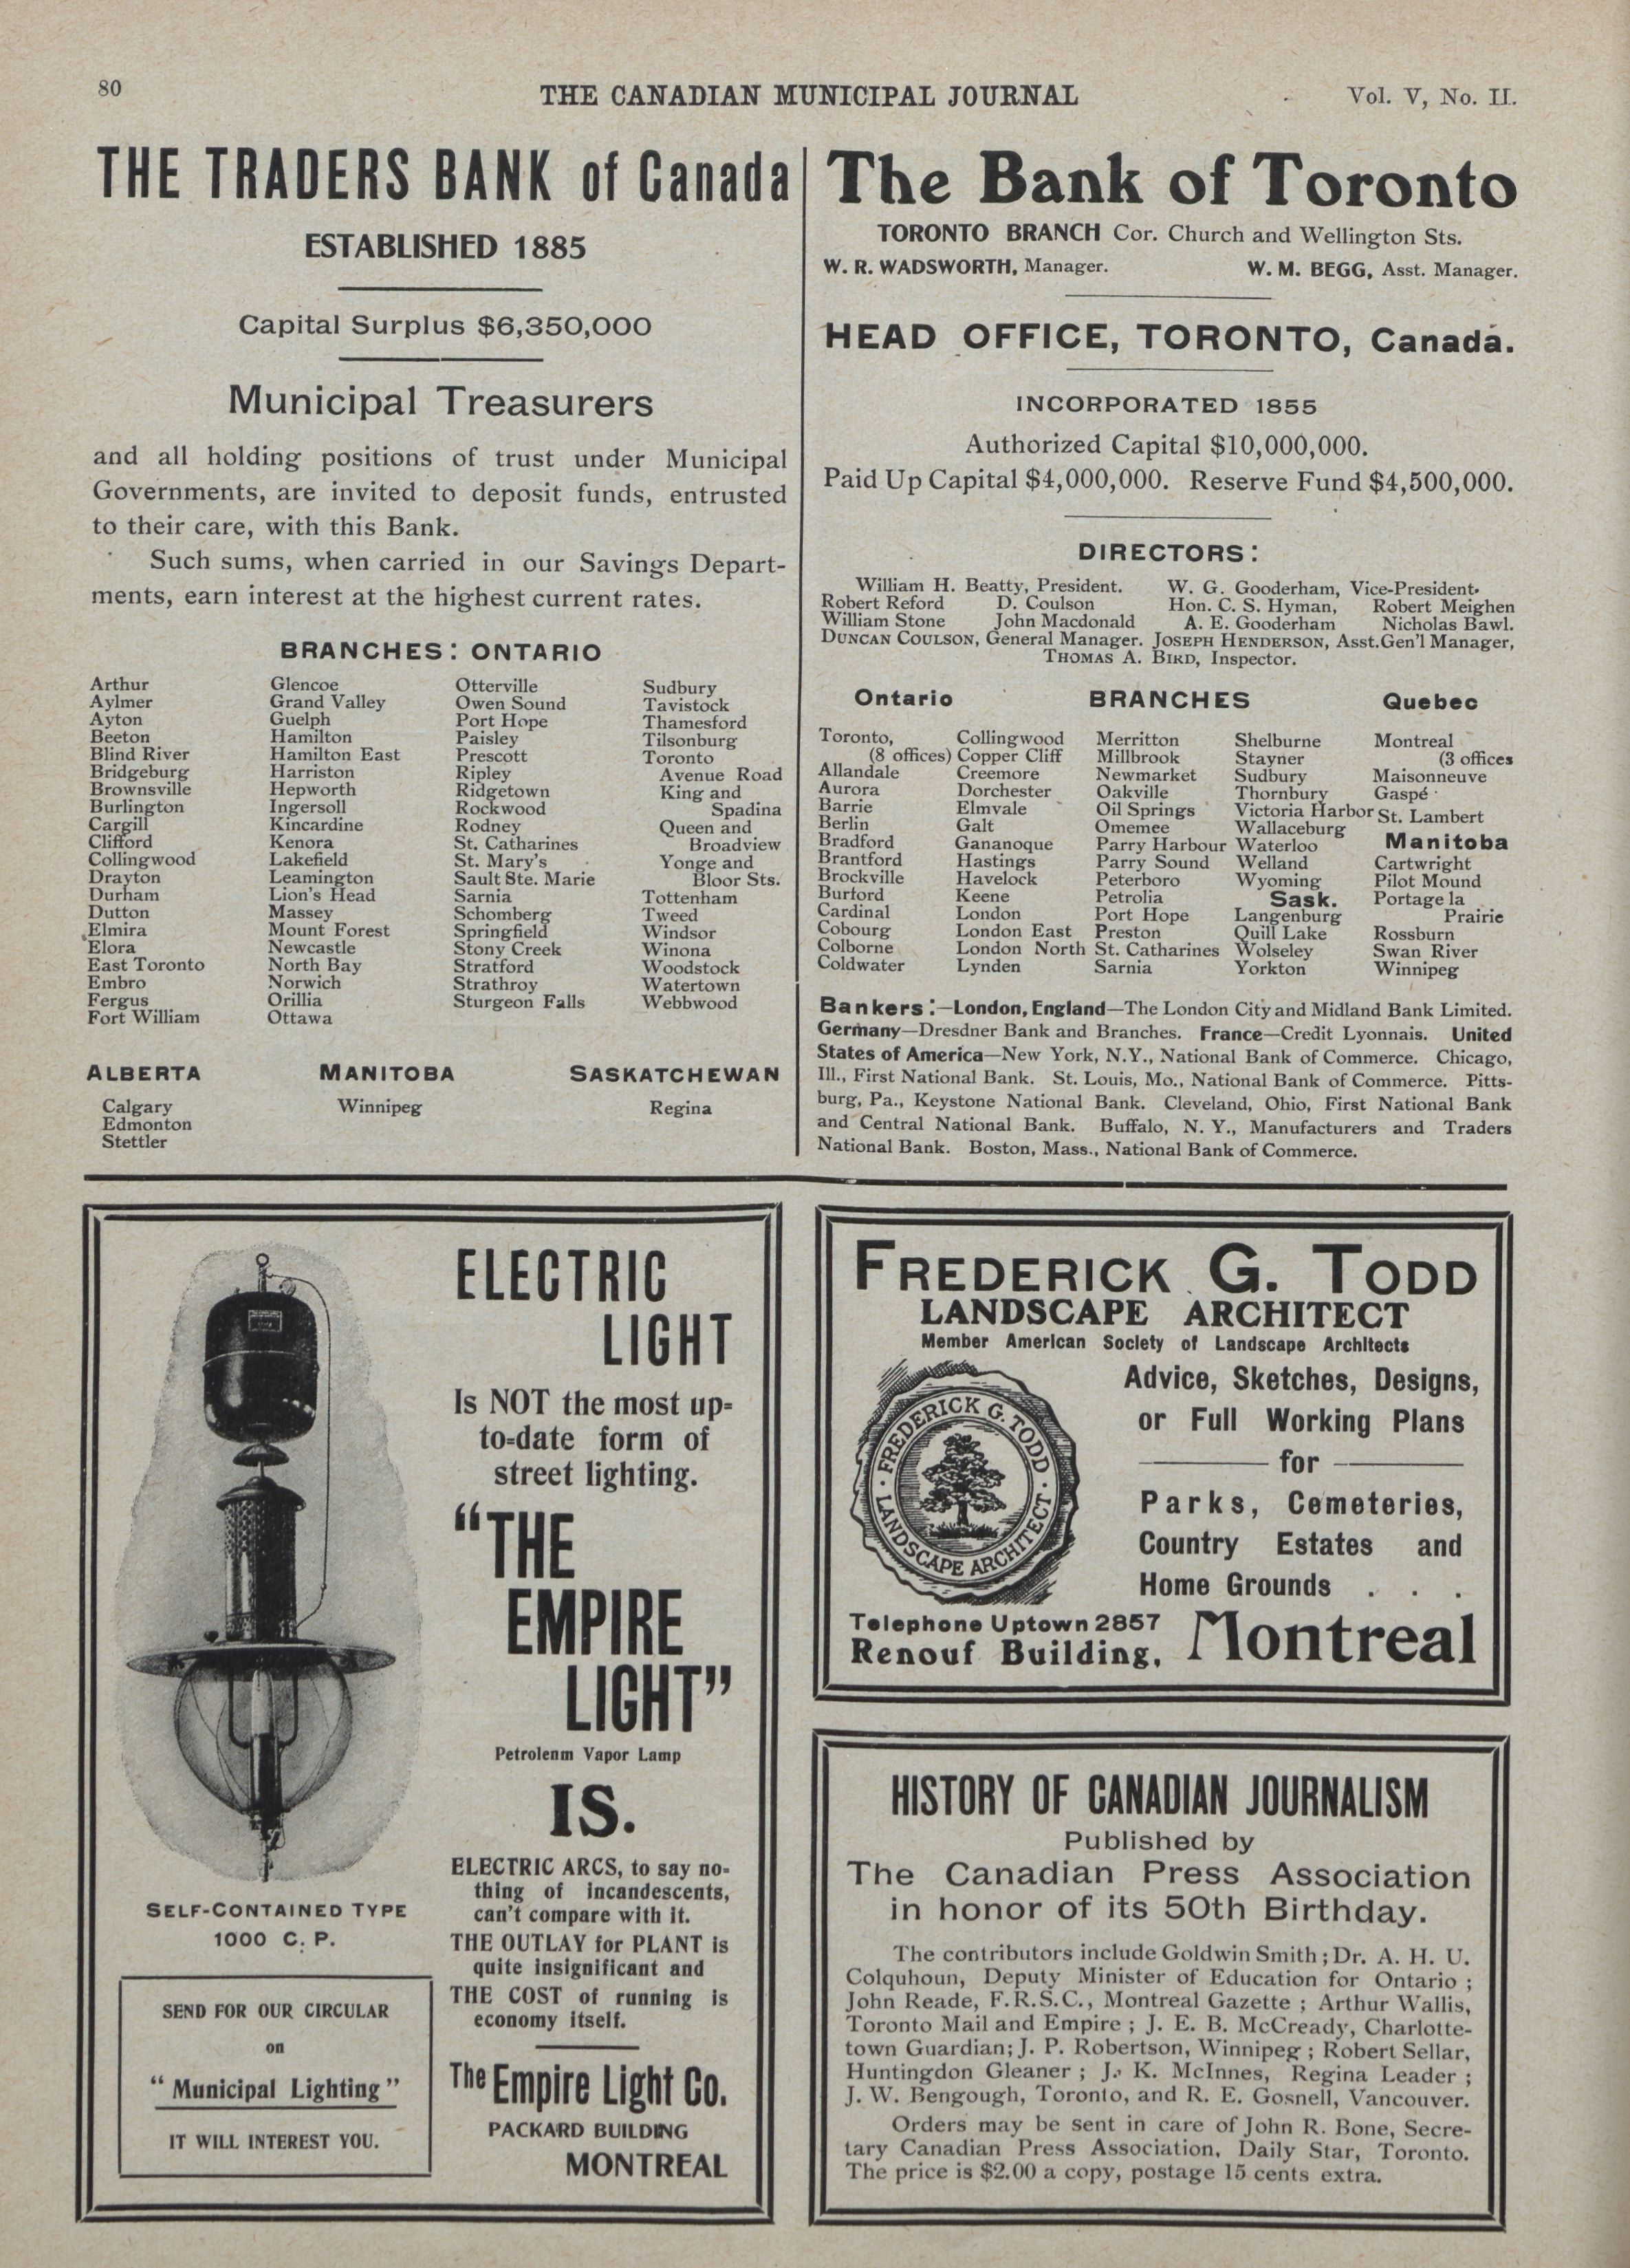 80
THE CANADIAN MUNICIPAL JOURNAL
Vol. V, No. II.
THE TRADERS BANK of Canada
ESTABLISHED 1885
Capital Surplus $6,350,000
Municipal Treasurers
and all holding positions of trust under Municipal
Governments, are invited to deposit funds, entrusted
to their care, with this Bank.
Such sums, when carried in our Savings Depart-
ments, earn interest at the highest current rates.
BRANCHES: ONTARIO
Arthur
Aylmer
Ayton
Beeton
Blind River
Bridgeburg
Brownsville
Burlington
Cargill
Clifford
Collingwood
Drayton
Durham
Dutton
Elmira
Elora
East Toronto
Embro
Fergus
Fort William
Glencoe
Grand Valley
Guelph
Hamilton
Hamilton East
Harriston
Hepworth
Ingersoll
Kincardine
Kenora
Lakefield
Leamington
Lion's Head
Massey
Mount Forest
Newcastle
North Bay
Norwich
Orillia
Ottawa
Otterville
Owen Sound
Port Hope
Paisley
Prescott
Ripley
Ridgetown
Rockwood
Rodney
St. Catharines
St. Mary's
Sault Ste. Marie
Sarnia
Schomberg
Springfield
Stony Creek
Stratford
Strathroy
Sturgeon Falls
Sudbury
Tavistock
Thamesford
Tilsonburg
Toronto
Avenue Road
King and
Spadina
Queen and
Broadview
Yonge and
Bloor Sts.
Tottenham
Tweed
Windsor
Winona
Woodstock
Watertown
Webbwood
ALBERTA
Calgary
Edmonton
Stettler
MANITOBA
Winnipeg
SASKATCHEWAN
Regina
The Bank of Toronto
TORONTO BRANCH Cor. Church and Wellington Sts.
W. R. WADSWORTH, Manager. W. M. BEGG, Asst. Manager.
HEAD OFFICE, TORONTO, Canada.
INCORPORATED 1855
Authorized Capital $10,000,000.
Paid Up Capital $4,000,000. Reserve Fund $4,500,000.
DIRECTORS:
William H. Beatty, President. W. G. Gooderham, Vice-President.
Robert Reford D. Coulson Hon. C. S. Hyman, Robert Meighen
William Stone John Macdonald A. E. Gooderham Nicholas Bawl.
DUNCAN COULSON, General Manager. JOSEPH HENDERSON, Asst.Gen'l Manager,
THOMAS A. BIRD, Inspector.
Ontario BRANCHES Quebec
Toronto,
(8 offices)
Allandale
Aurora
Barrie
Berlin
Bradford
Brantford
Brockville
Burford
Cardinal
Cobourg
Colborne
Coldwater
Collingwood
Copper Cliff
Creemore
Dorchester
Elmvale
Galt
Gananoque
Hastings
Havelock
Keene
London
London East
London North
Lynden
Merritton
Millbrook
Newmarket
Oakville
Oil Springs
Omemee
Parry Harbour
Parry Sound
Peterboro
Petrolia
Port Hope
Preston
St. Catharines
Sarnia
Shelburne
Stayner
Sudbury
Thornbury
Victoria Harbor
Wallaceburg
Waterloo
Welland
Wyoming
Sask.
Langenburg
Quill Lake
Wolseley
Yorkton
Montreal
(3 offices
Maisonneuve
Gaspé
St. Lambert
Manitoba
Cartwright
Pilot Mound
Portage la
Prairie
Rossburn
Swan River
Winnipeg
Bankers:—London, England—The London City and Midland Bank Limited.
Germany—Dresdner Bank and Branches. France—Credit Lyonnais. United
States of America—New York, N.Y., National Bank of Commerce. Chicago,
Ill., First National Bank. St. Louis, Mo., National Bank of Commerce. Pitts-
burg, Pa., Keystone National Bank. Cleveland, Ohio, First National Bank
and Central National Bank. Buffalo, N. Y., Manufacturers and Traders
National Bank. Boston, Mass., National Bank of Commerce.
ELECTRIC
LIGHT
Is NOT the most up-
to-date form of
street lighting.
"THE
EMPIRE
LIGHT"
Petrolenm Vapor Lamp
IS.
ELECTRIC ARCS, to say no-
thing of incandescents,
can't compare with it.
THE OUTLAY for PLANT is
quite insignificant and
THE COST of running is
economy itself.
The Empire Light Co.
PACKARD BUILDING
MONTREAL
SELF-CONTAINED TYPE
1000 C. P.
SEND FOR OUR CIRCULAR
on
"Municipal Lighting"
IT WILL INTEREST YOU.
FREDERICK G. TODD
LANDSCAPE ARCHITECT
Member American Society of Landscape Architects
· FREDERICK G. TODD ·
LANDSCAPE ARCHITECT
Advice, Sketches, Designs,
or Full Working Plans
for
Parks, Cemeteries,
Country Estates and
Home Grounds . . .
Telephone Uptown 2857
Renouf Building, Montreal
HISTORY OF CANADIAN JOURNALISM
Published by
The Canadian Press Association
in honor of its 50th Birthday.
The contributors include Goldwin Smith; Dr. A. H. U.
Colquhoun, Deputy Minister of Education for Ontario;
John Reade, F.R.S.C., Montreal Gazette; Arthur Wallis,
Toronto Mail and Empire; J. E. B. McCready, Charlotte-
town Guardian; J. P. Robertson, Winnipeg; Robert Sellar,
Huntingdon Gleaner; J. K. McInnes, Regina Leader;
J. W. Bengough, Toronto, and R. E. Gosnell, Vancouver.
Orders may be sent in care of John R. Bone, Secre-
tary Canadian Press Association, Daily Star, Toronto.
The price is $2.00 a copy, postage 15 cents extra.